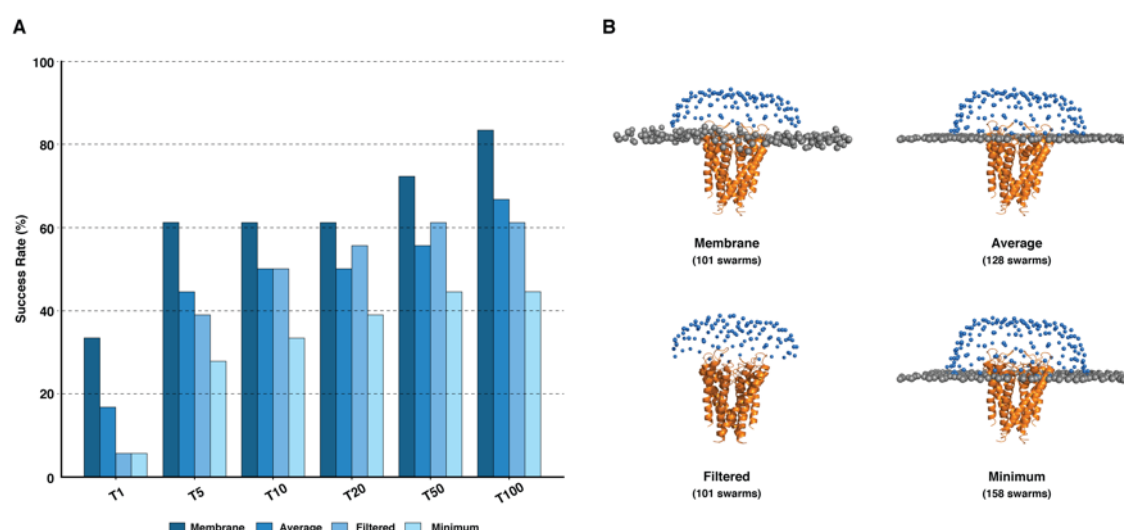 A
B
100
80
60
40
20
0
Success Rate (%)
T1 T5 T10 T20 T50 T100
Membrane Average Filtered Minimum
Membrane
(101 swarms)
Average
(128 swarms)
Filtered
(101 swarms)
Minimum
(158 swarms)